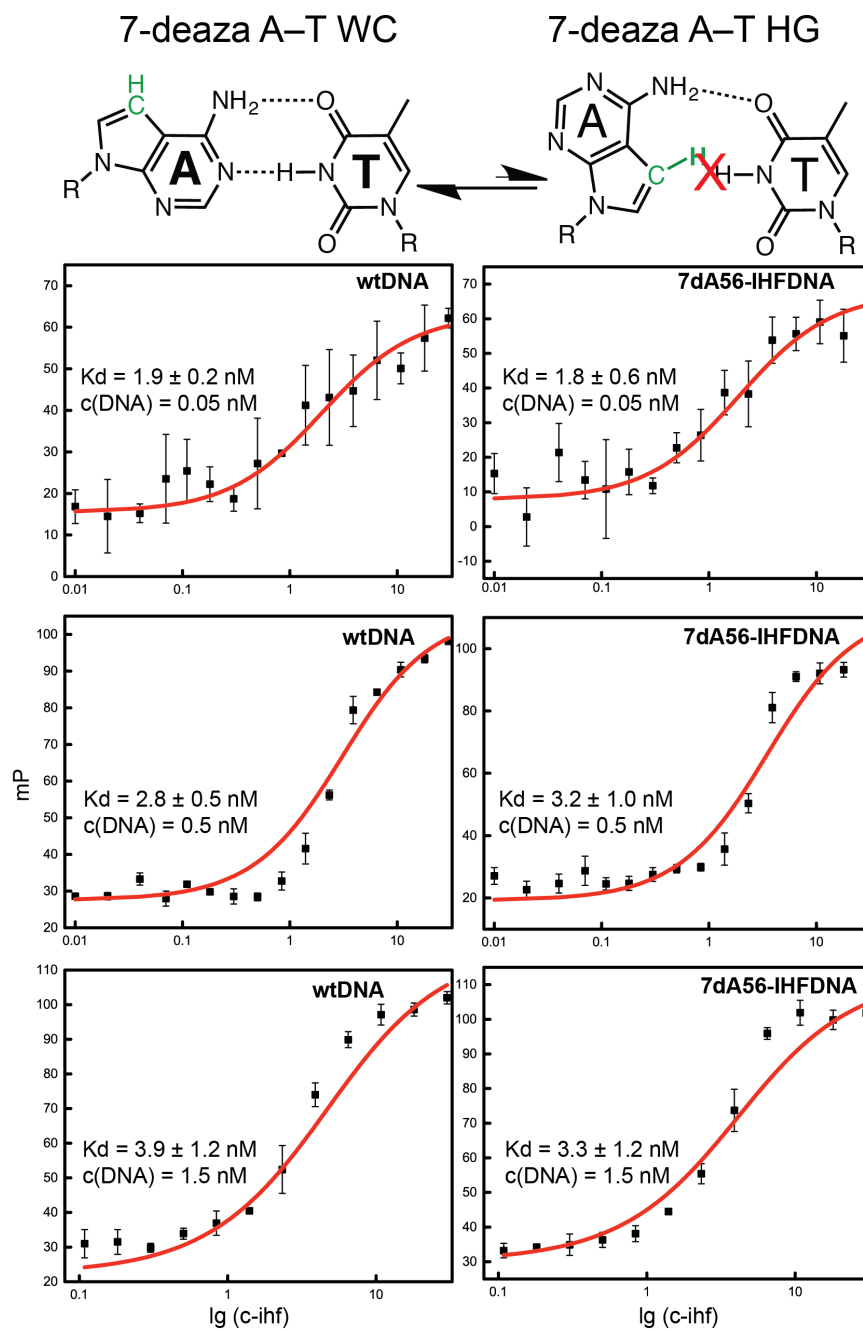 7-deaza A–T WC
7-deaza A–T HG
H
C
NH2
O
A
N
H
N
T
N
N
R
O
N
R
N
NH2
O
N
A
H
X
H
N
T
C
N
R
O
N
R
wtDNA
Kd = 1.9 ± 0.2 nM
c(DNA) = 0.05 nM
70
60
50
40
30
20
10
0
0.01
0.1
1
10
7dA56-IHFDNA
Kd = 1.8 ± 0.6 nM
c(DNA) = 0.05 nM
70
60
50
40
30
20
10
0
-10
0.01
0.1
1
10
mP
wtDNA
Kd = 2.8 ± 0.5 nM
c(DNA) = 0.5 nM
100
90
80
70
60
50
40
30
20
0.01
0.1
1
10
7dA56-IHFDNA
Kd = 3.2 ± 1.0 nM
c(DNA) = 0.5 nM
100
80
60
40
20
0.01
0.1
1
10
wtDNA
Kd = 3.9 ± 1.2 nM
c(DNA) = 1.5 nM
110
100
90
80
70
60
50
40
30
20
0.1
1
10
lg (c-ihf)
7dA56-IHFDNA
Kd = 3.3 ± 1.2 nM
c(DNA) = 1.5 nM
110
100
90
80
70
60
50
40
30
0.1
1
10
lg (c-ihf)